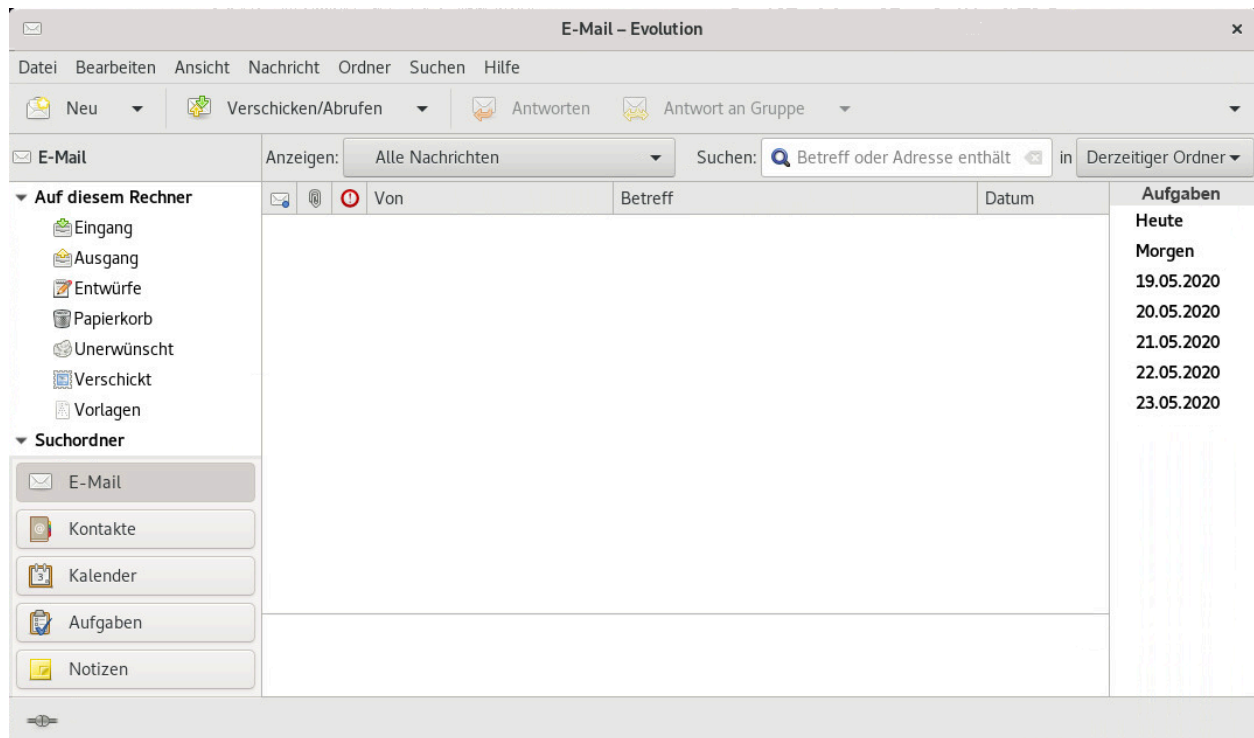 E-Mail – Evolution ×
Datei Bearbeiten Ansicht Nachricht Ordner Suchen Hilfe
Neu Verschicken/Abrufen Antworten Antwort an Gruppe
E-Mail Anzeigen: Alle Nachrichten Suchen: Betreff oder Adresse enthält in Derzeitiger Ordner
Auf diesem Rechner
Eingang
Ausgang
Entwürfe
Papierkorb
Unerwünscht
Verschickt
Vorlagen
Suchordner
E-Mail
Kontakte
Kalender
Aufgaben
Notizen
Von Betreff Datum
Aufgaben
Heute
Morgen
19.05.2020
20.05.2020
21.05.2020
22.05.2020
23.05.2020